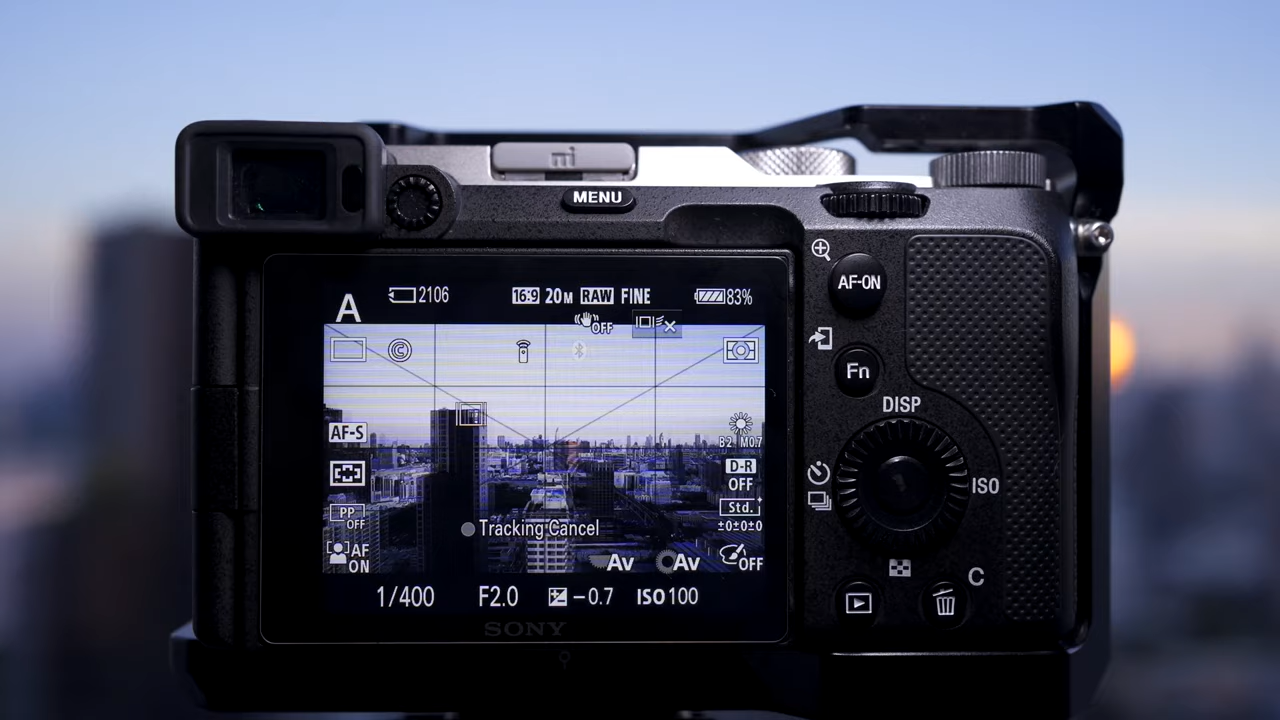 mi
MENU
A
2106
16:9 20M RAW FINE
83%
OFF
C
AF-ON
Fn
DISP
ISO
AF-S
B2 M0.7
D-R
OFF
PP
OFF
Std.
±0±0±0
Tracking Cancel
AF
ON
Av
Av
OFF
1/400
F2.0
-0.7
ISO 100
C
SONY